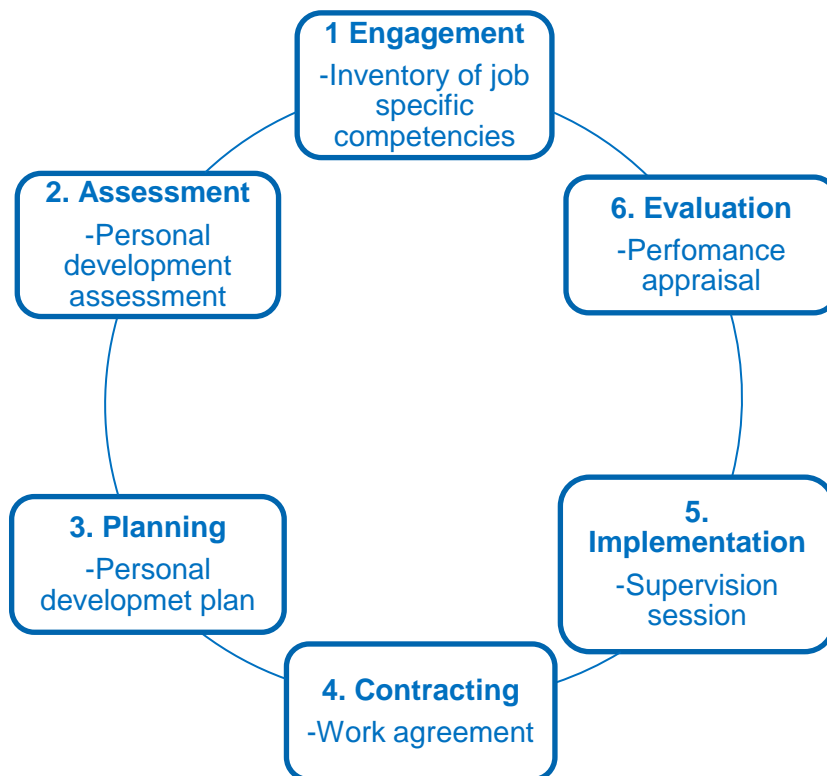 1 Engagement
-Inventory of job
specific
competencies
2. Assessment
-Personal
development
assessment
3. Planning
-Personal
developmet plan
4. Contracting
-Work agreement
5.
Implementation
-Supervision
session
6. Evaluation
-Perfomance
appraisal